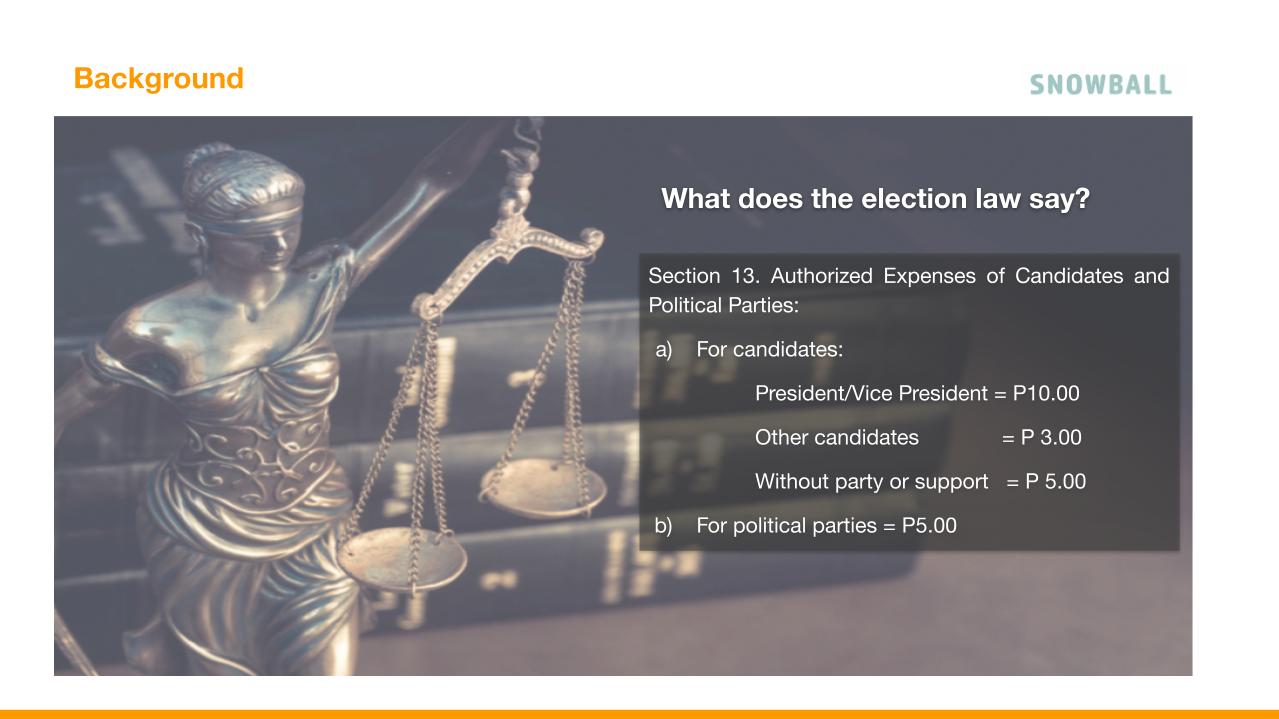 Background
SNOWBALL
What does the election law say?
Section 13. Authorized Expenses of Candidates and
Political Parties:
a) For candidates:
President/Vice President = P10.00
Other candidates = P 3.00
Without party or support = P 5.00
b) For political parties = P5.00